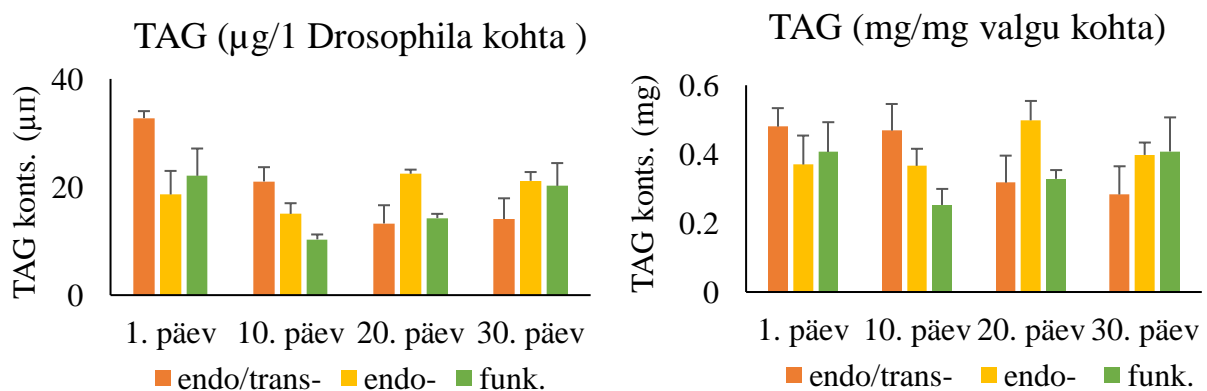 TAG (µg/1 Drosophila kohta )
TAG konts. (µп)
40
20
0
1. päev 10. päev 20. päev 30. päev
endo/trans- endo- funk.
TAG (mg/mg valgu kohta)
TAG konts. (mg)
0.6
0.4
0.2
0
1. päev 10. päev 20. päev 30. päev
endo/trans- endo- funk.